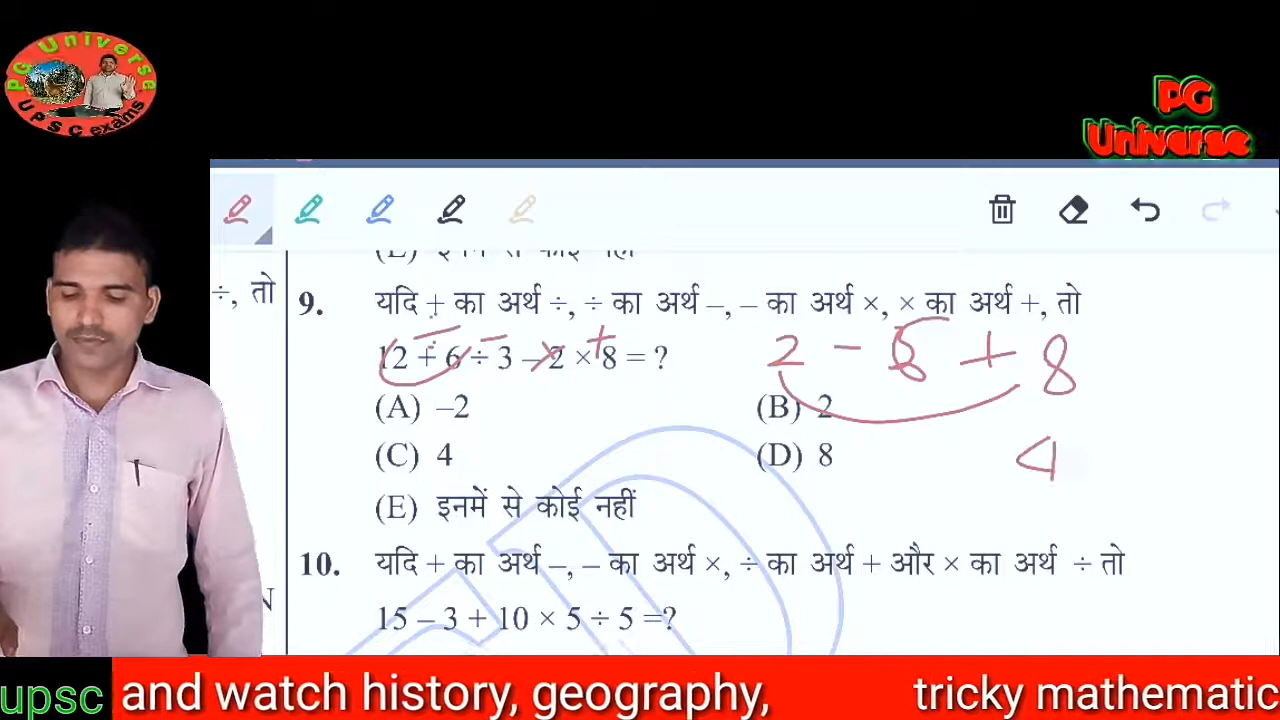 PG Universe
UPSC exams
PG
Universe
÷, तो
9. यदि + का अर्थ ÷, ÷ का अर्थ –, – का अर्थ ×, × का अर्थ +, तो
12 + 6 ÷ 3 – 2 × 8 = ?
÷ – × +
2 – 6 + 8
4
(A) –2
(B) 2
(C) 4
(D) 8
(E) इनमें से कोई नहीं
10. यदि + का अर्थ –, – का अर्थ ×, ÷ का अर्थ + और × का अर्थ ÷ तो
15 – 3 + 10 × 5 ÷ 5 =?
upsc and watch history, geography, tricky mathematic